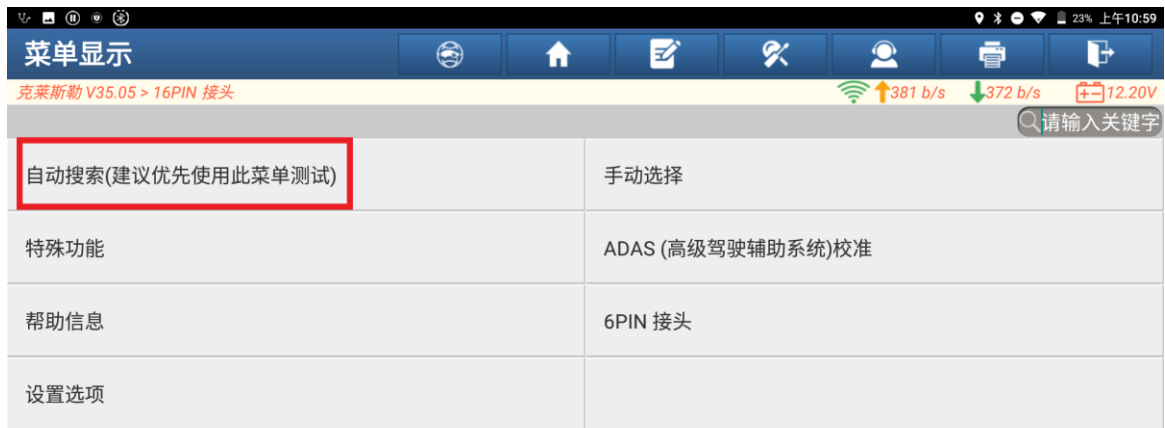 23% 上午10:59
菜单显示
克莱斯勒 V35.05 > 16PIN 接头
381 b/s
372 b/s
12.20V
请输入关键字
自动搜索(建议优先使用此菜单测试)
手动选择
特殊功能
ADAS (高级驾驶辅助系统)校准
帮助信息
6PIN 接头
设置选项